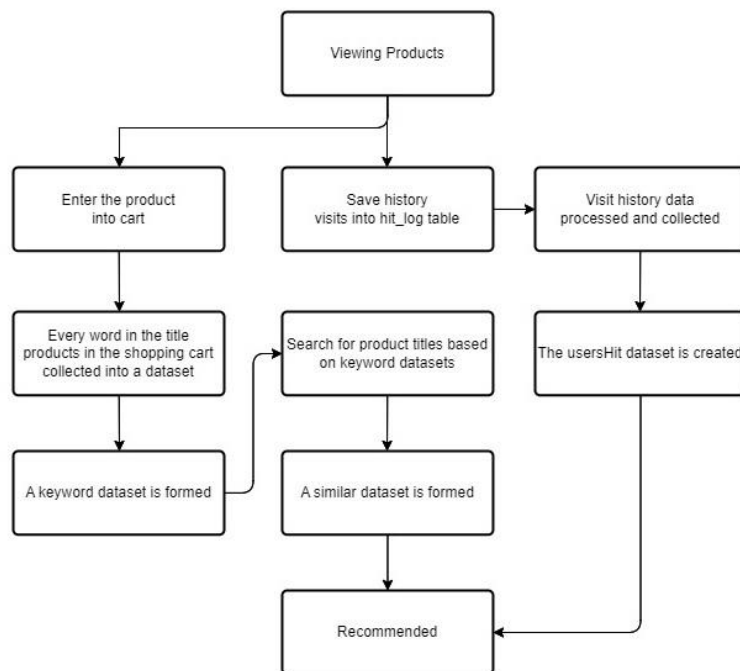 Viewing Products
Enter the product
into cart
Save history
visits into hit_log table
Visit history data
processed and collected
Every word in the title
products in the shopping cart
collected into a dataset
Search for product titles based
on keyword datasets
The usersHit dataset is created
A keyword dataset is formed
A similar dataset is formed
Recommended